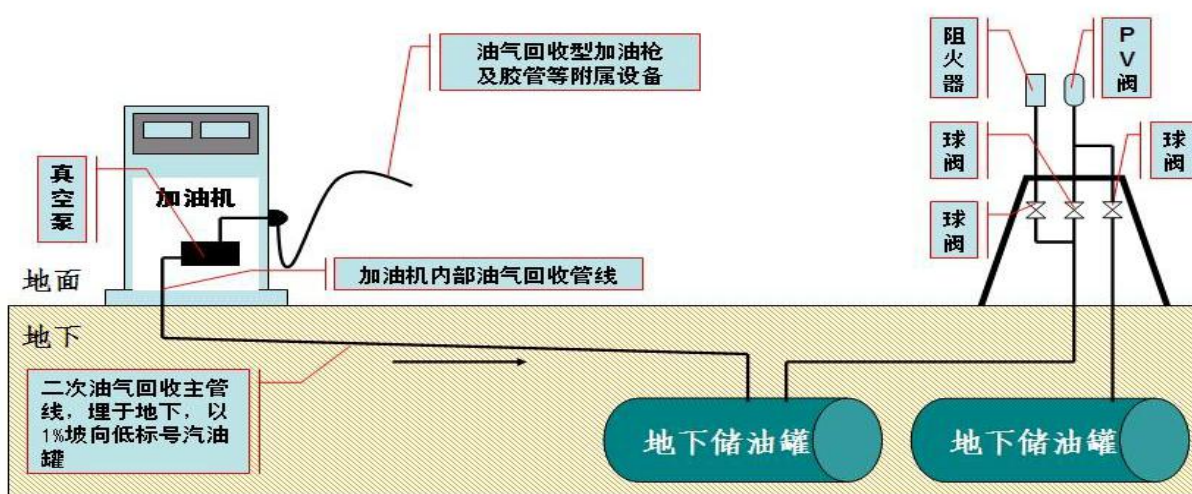 油气回收型加油枪
及胶管等附属设备
阻火器
PV阀
真空泵
加油机
球阀
球阀
球阀
加油机内部油气回收管线
地面
地下
二次油气回收主管
线，埋于地下，以
1%坡向低标号汽油
罐
地下储油罐
地下储油罐